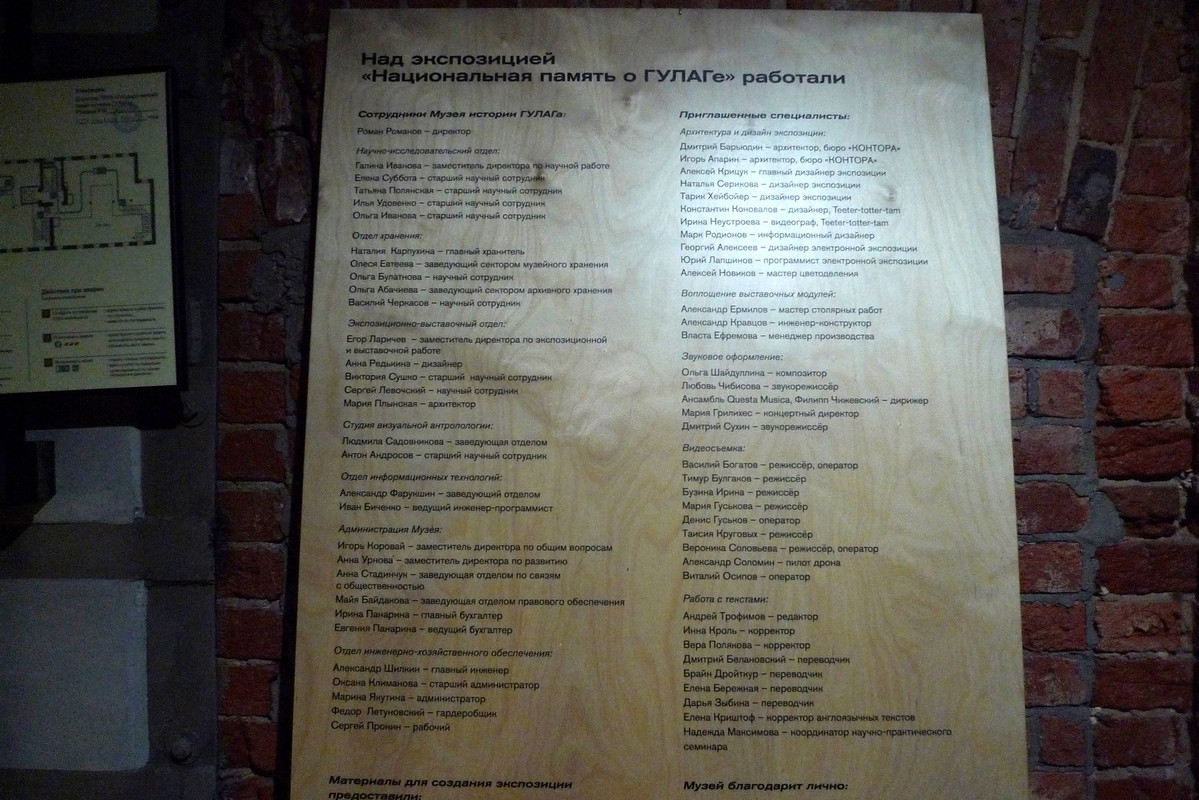 Над экспозицией
«Национальная память о ГУЛАГе» работали
Сотрудники Музея истории ГУЛАГа:
Роман Романов – директор
Научно-исследовательский отдел:
Галина Иванова – заместитель директора по научной работе
Елена Суббота – старший научный сотрудник
Татьяна Полянская – старший научный сотрудник
Илья Удовенко – старший научный сотрудник
Ольга Иванова – старший научный сотрудник
Отдел хранения:
Наталия Карпухина – главный хранитель
Олеся Евтеева – заведующий сектором музейного хранения
Ольга Булатнова – научный сотрудник
Ольга Абачиева – заведующий сектором архивного хранения
Василий Черкасов – научный сотрудник
Экспозиционно-выставочный отдел:
Егор Ларичев – заместитель директора по экспозиционной
и выставочной работе
Анна Редькина – дизайнер
Виктория Сушко – старший научный сотрудник
Сергей Левочский – научный сотрудник
Мария Плынская – архитектор
Студия визуальной антропологии:
Людмила Садовникова – заведующая отделом
Антон Андросов – старший научный сотрудник
Отдел информационных технологий:
Александр Фарукшин – заведующий отделом
Иван Биченко – ведущий инженер-программист
Администрация Музея:
Игорь Коровай – заместитель директора по общим вопросам
Анна Урнова – заместитель директора по развитию
Анна Стадинчук – заведующая отделом по связям
с общественностью
Майя Байдакова – заведующая отделом правового обеспечения
Ирина Панарина – главный бухгалтер
Евгения Панарина – ведущий бухгалтер
Отдел инженерно-хозяйственного обеспечения:
Александр Шилкин – главный инженер
Оксана Климанова – старший администратор
Марина Янутина – администратор
Федор Летуновский – гардеробщик
Сергей Пронин – рабочий
Материалы для создания экспозиции
предоставили:
Приглашенные специалисты:
Архитектура и дизайн экспозиции:
Дмитрий Барьюдин – архитектор, бюро «КОНТОРА»
Игорь Апарин – архитектор, бюро «КОНТОРА»
Алексей Крицук – главный дизайнер экспозиции
Наталья Серикова – дизайнер экспозиции
Тарик Хейбойер – дизайнер экспозиции
Константин Коновалов – дизайнер, Teeter-totter-tam
Ирина Неустроева – видеограф, Teeter-totter-tam
Марк Родионов – информационный дизайнер
Георгий Алексеев – дизайнер электронной экспозиции
Юрий Лапшинов – программист электронной экспозиции
Алексей Новиков – мастер цветоделения
Воплощение выставочных модулей:
Александр Ермилов – мастер столярных работ
Александр Кравцов – инженер-конструктор
Власта Ефремова – менеджер производства
Звуковое оформление:
Ольга Шайдуллина – композитор
Любовь Чибисова – звукорежиссёр
Ансамбль Questa Musica, Филипп Чижевский – дирижер
Мария Грилихес – концертный директор
Дмитрий Сухин – звукорежиссёр
Видеосъемка:
Василий Богатов – режиссёр, оператор
Тимур Булгаков – режиссёр
Бузина Ирина – режиссёр
Мария Гуськова – режиссёр
Денис Гуськов – оператор
Таисия Круговых – режиссёр
Вероника Соловьева – режиссёр, оператор
Александр Соломин – пилот дрона
Виталий Осипов – оператор
Работа с текстами:
Андрей Трофимов – редактор
Инна Кроль – корректор
Вера Полякова – корректор
Дмитрий Белановский – переводчик
Брайн Дройткур – переводчик
Елена Бережная – переводчик
Дарья Зыбина – переводчик
Елена Криштоф – корректор англоязычных текстов
Надежда Максимова – координатор научно-практического
семинара
Музей благодарит лично:
Действия при аварии